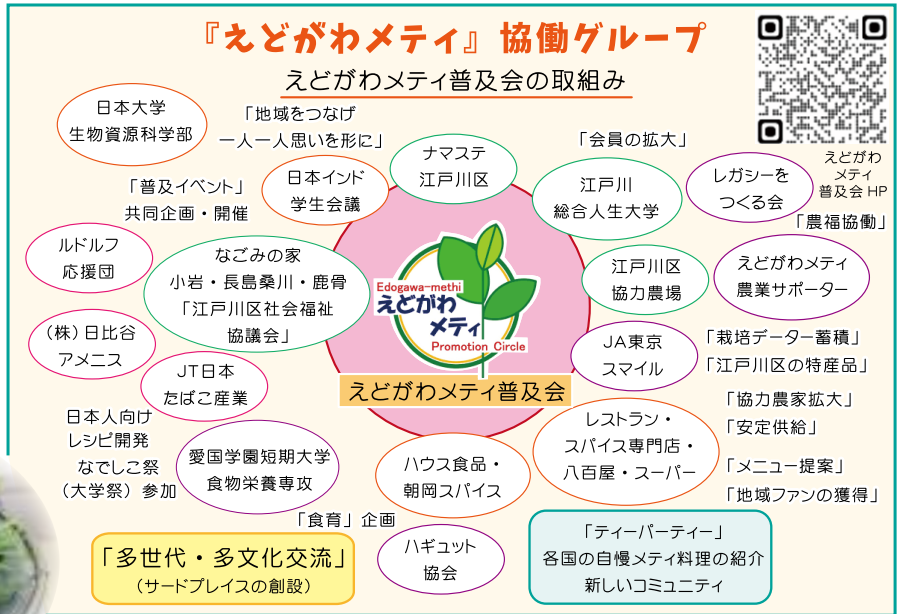 『えどがわメティ』協働グループ
えどがわメティ普及会の取組み
えどがわ
メティ
普及会HP
日本大学
生物資源科学部
「地域をつなげ
一人一人思いを形に」
ナマステ
江戸川区
「会員の拡大」
「普及イベント」
共同企画・開催
日本インド
学生会議
江戸川
総合人生大学
レガシーを
つくる会
「農福協働」
ルドルフ
応援団
なごみの家
小岩・長島桑川・鹿骨
「江戸川区社会福祉
協議会」
江戸川区
協力農場
えどがわメティ
農業サポーター
Edogawa-methi
えどがわ
メティ
Promotion Circle
えどがわメティ普及会
(株)日比谷
アメニス
JA東京
スマイル
「栽培データー蓄積」
「江戸川区の特産品」
JT日本
たばこ産業
「協力農家拡大」
「安定供給」
日本人向け
レシピ開発
なでしこ祭
(大学祭)参加
愛国学園短期大学
食物栄養専攻
ハウス食品・
朝岡スパイス
レストラン・
スパイス専門店・
八百屋・スーパー
「メニュー提案」
「地域ファンの獲得」
「食育」企画
ハギュット
協会
「多世代・多文化交流」
(サードプレイスの創設)
「ティーパーティー」
各国の自慢メティ料理の紹介
新しいコミュニティ